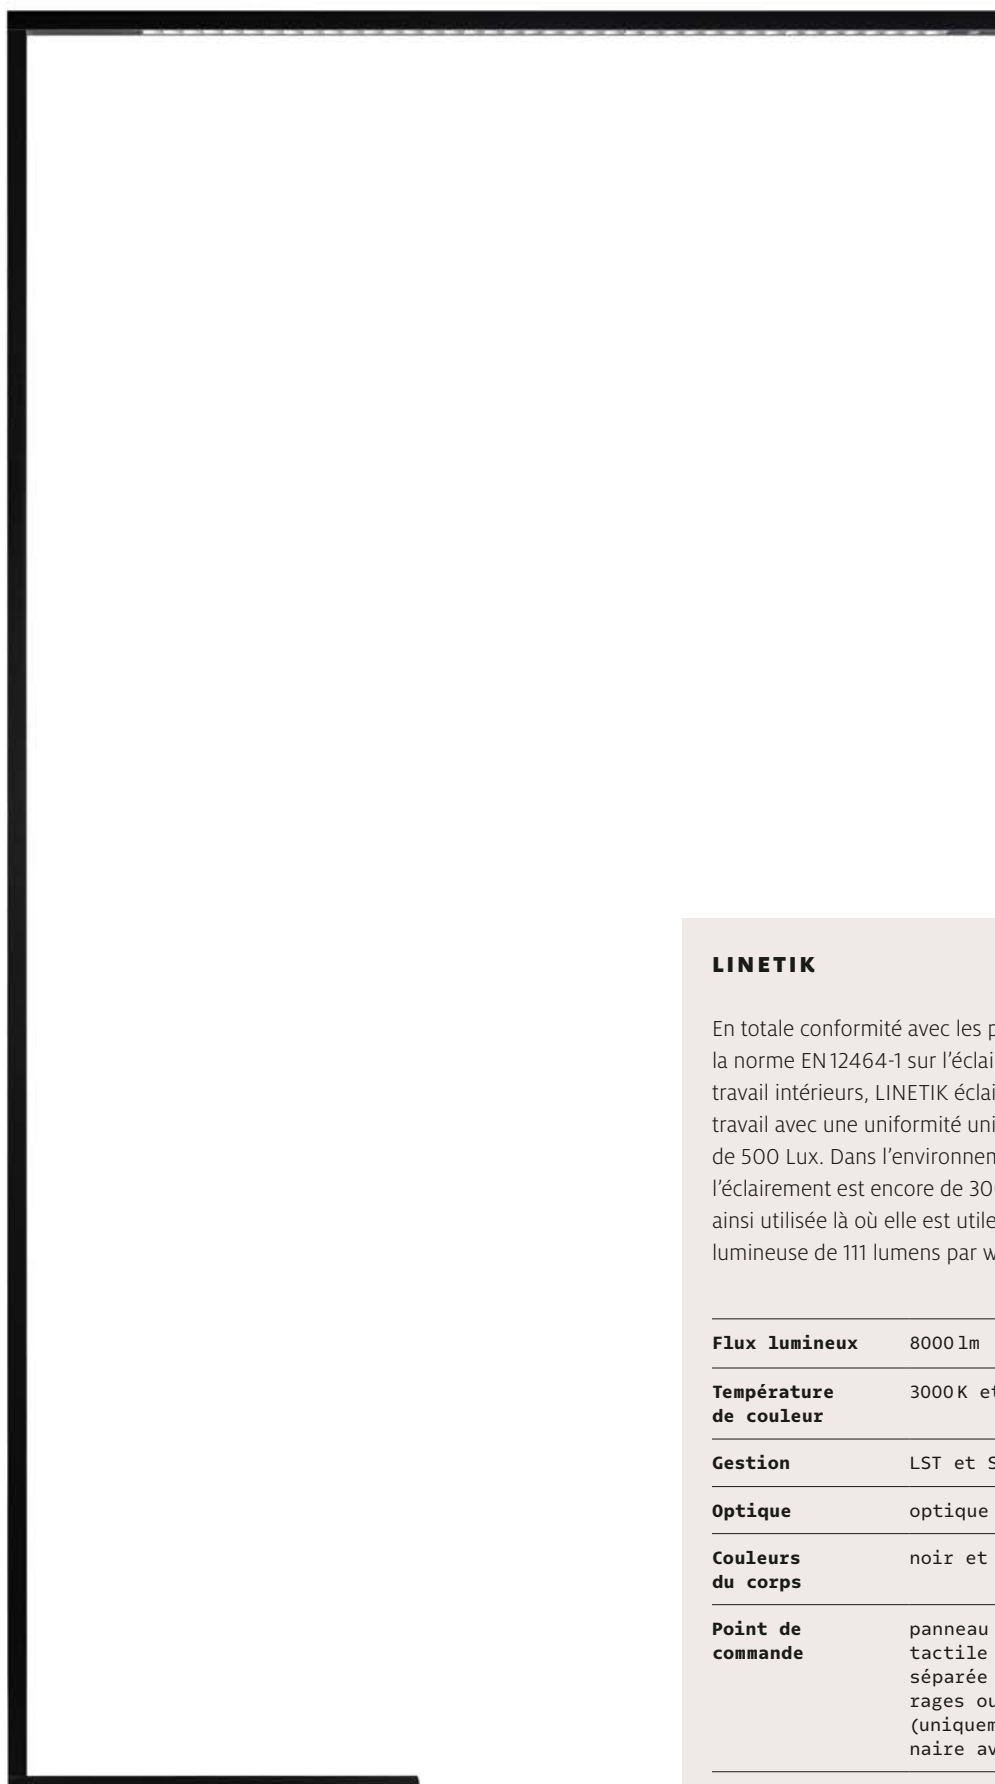 LINETIK
En totale conformité avec les
la norme EN 12464-1 sur l’éclai
travail intérieurs, LINETIK éclai
travail avec une uniformité uni
de 500 Lux. Dans l’environnem
l’éclairement est encore de 30
ainsi utilisée là où elle est utile
lumineuse de 111 lumens par w
Flux lumineux 8000 lm
Température 3000 K et
de couleur
Gestion LST et S
Optique optique
Couleurs noir et
du corps
Point de panneau
commande tactile
séparée
rages ou
(uniquem
naire av